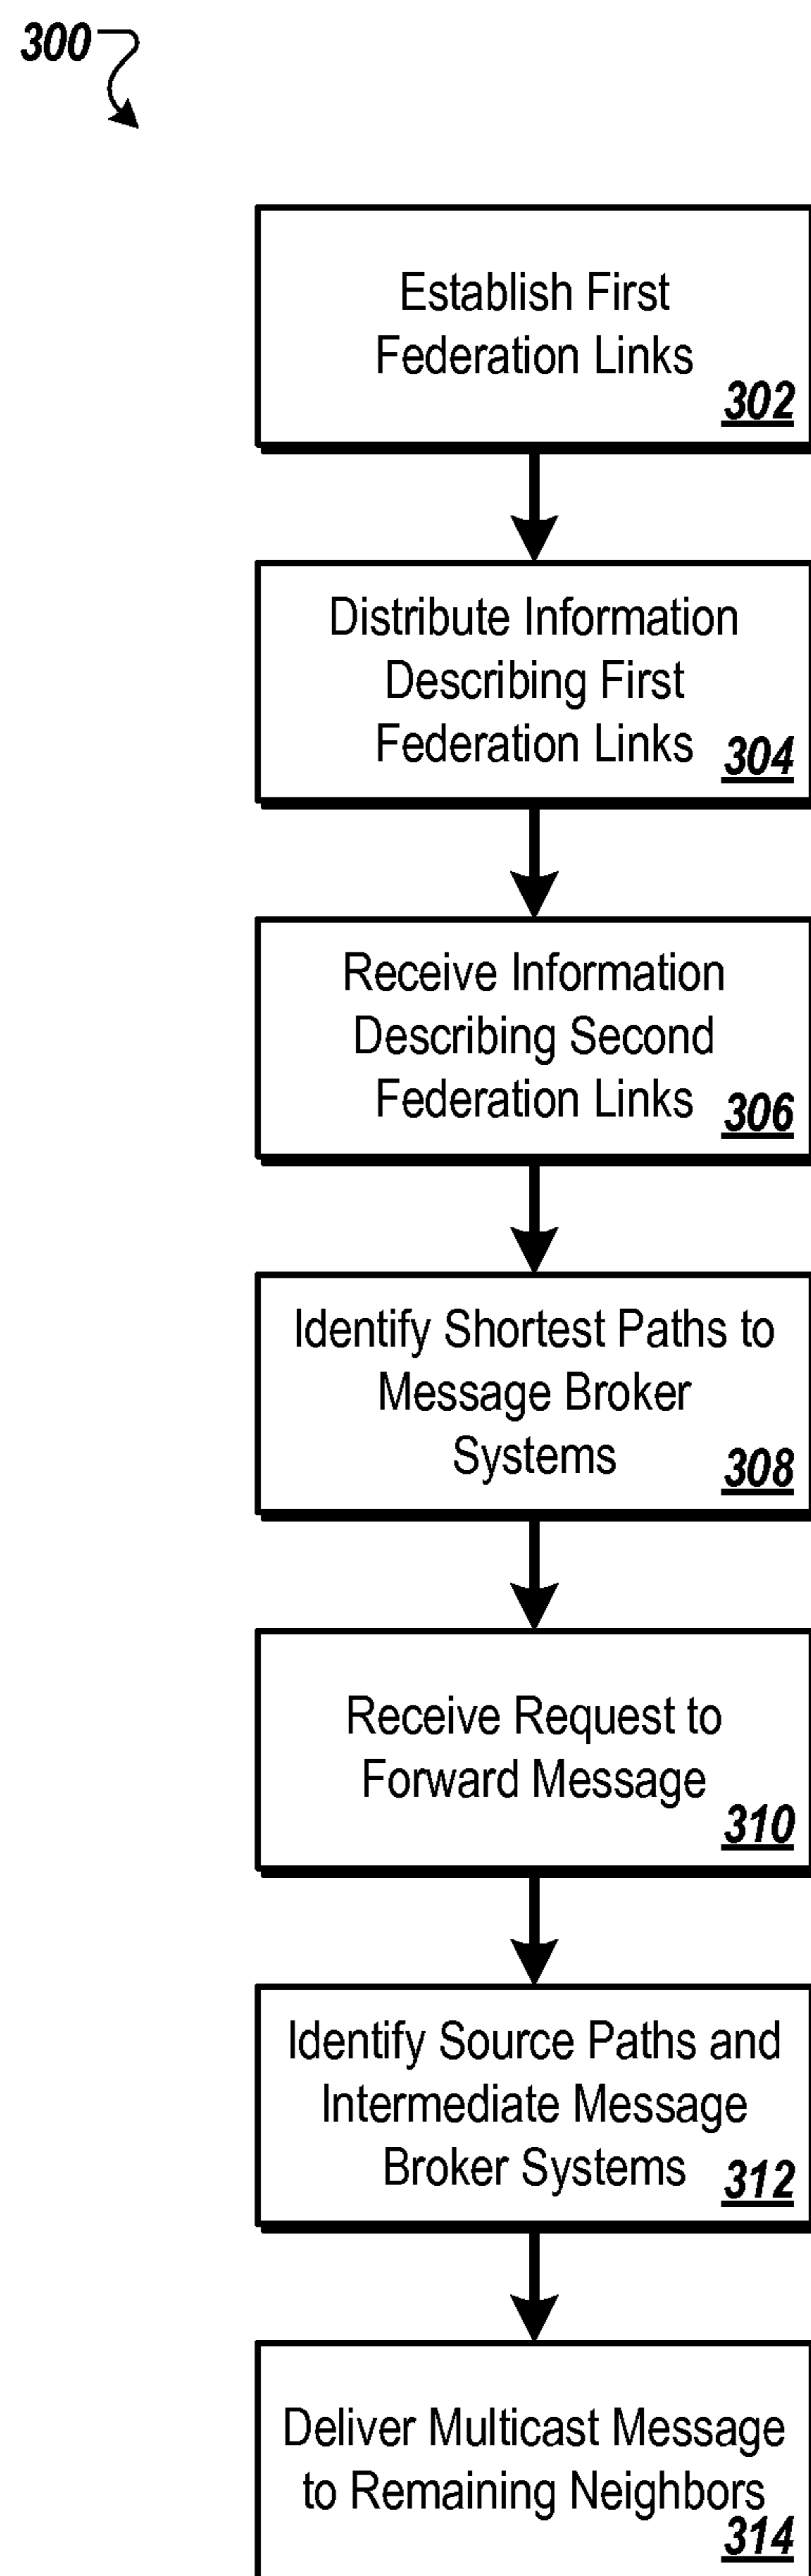 300
Establish First
Federation Links
302
Distribute Information
Describing First
Federation Links
304
Receive Information
Describing Second
Federation Links
306
Identify Shortest Paths to
Message Broker
Systems
308
Receive Request to
Forward Message
310
Identify Source Paths and
Intermediate Message
Broker Systems
312
Deliver Multicast Message
to Remaining Neighbors
314